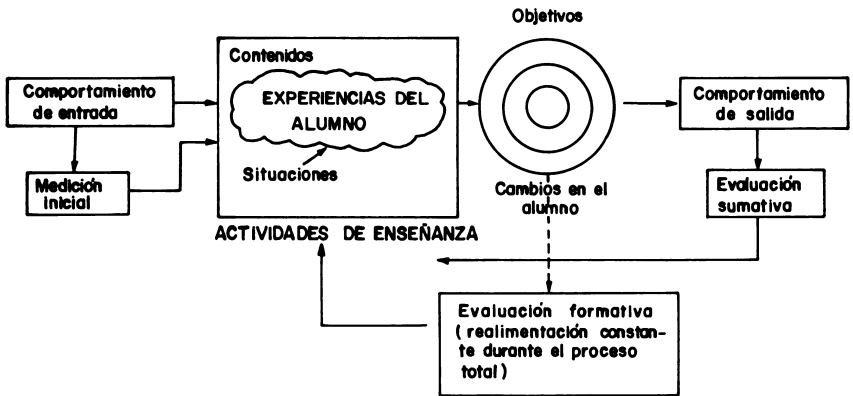 Objetivos
Contenidos
EXPERIENCIAS DEL
ALUMNO
Situaciones
Comportamiento
de entrada
Medición
inicial
Comportamiento
de salida
Evaluación
sumativa
Cambios en el
alumno
ACTIVIDADES DE ENSEÑANZA
Evaluación formativa
( realimentación constan-
te durante el proceso
total )